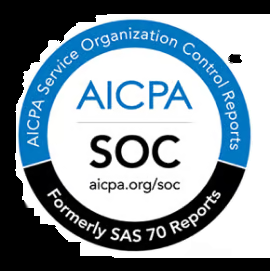 AICPA Service Organization Control Reports
AICPA
SOC
aicpa.org/soc
Formerly SAS 70 Reports